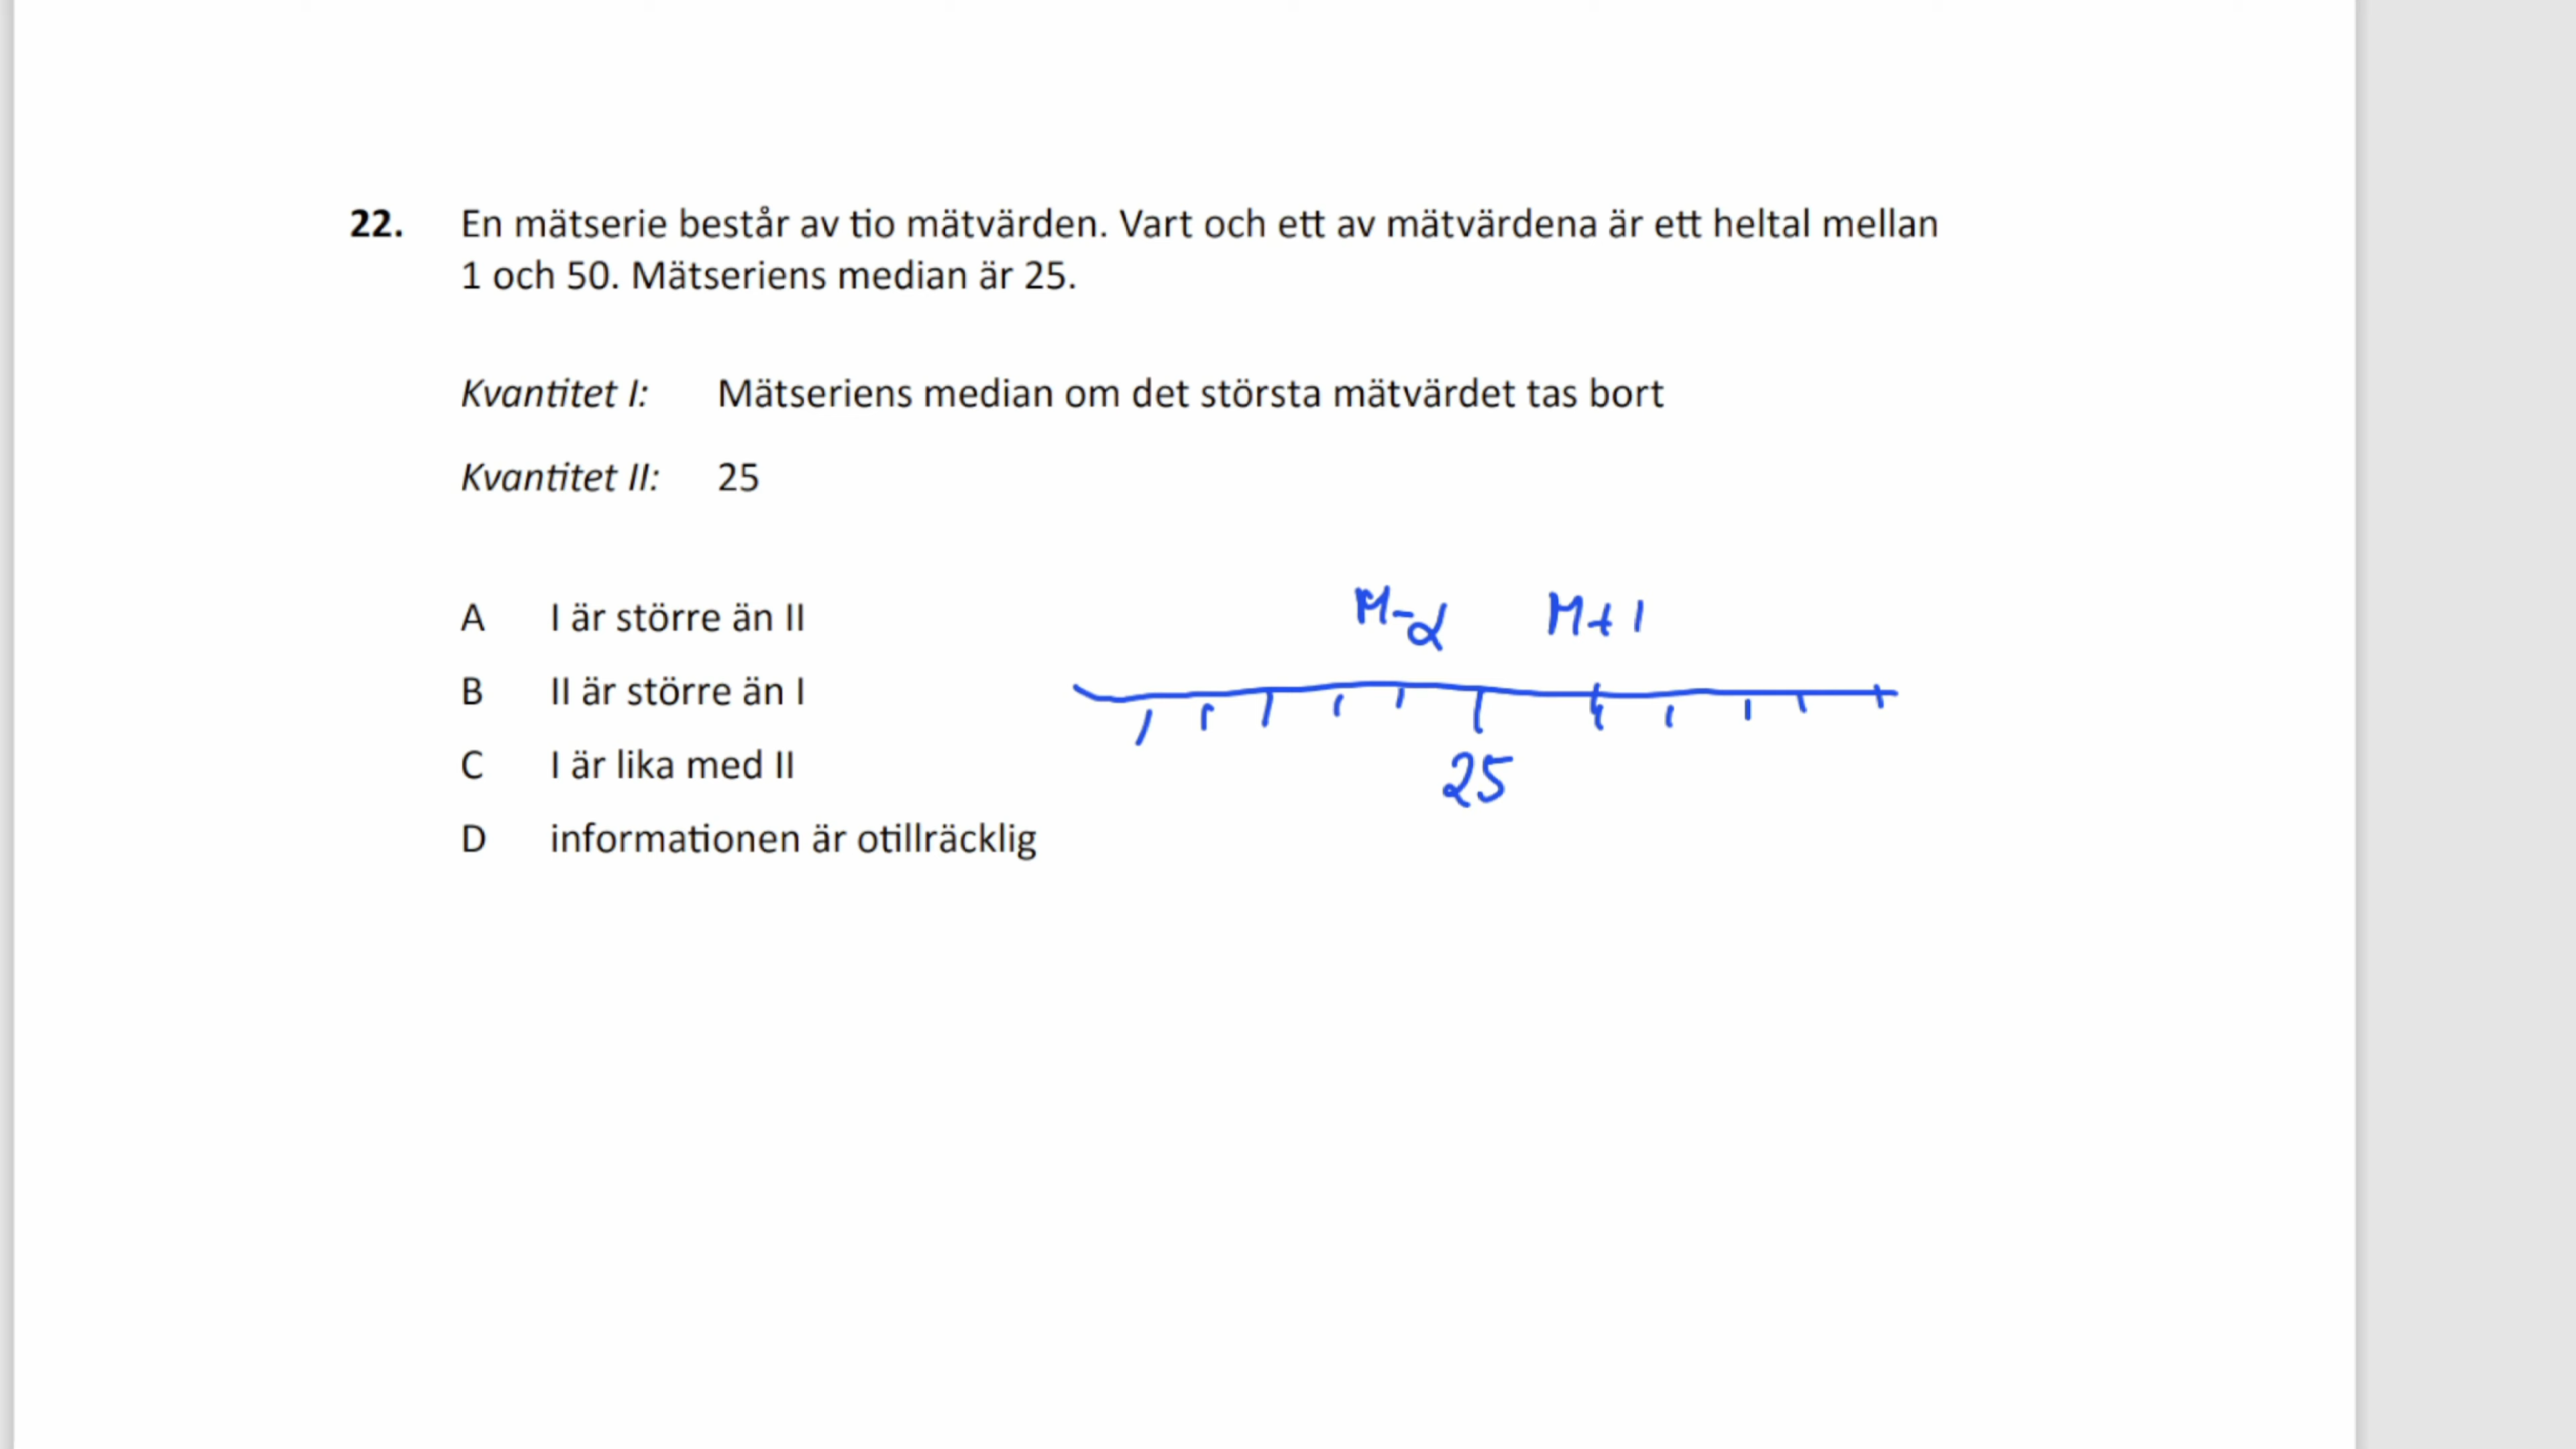 22. En mätserie består av tio mätvärden. Vart och ett av mätvärdena är ett heltal mellan
1 och 50. Mätseriens median är 25.
Kvantitet I: Mätseriens median om det största mätvärdet tas bort
Kvantitet II: 25
A I är större än II
B II är större än I
C I är lika med II
D informationen är otillräcklig
M-α M+1
25